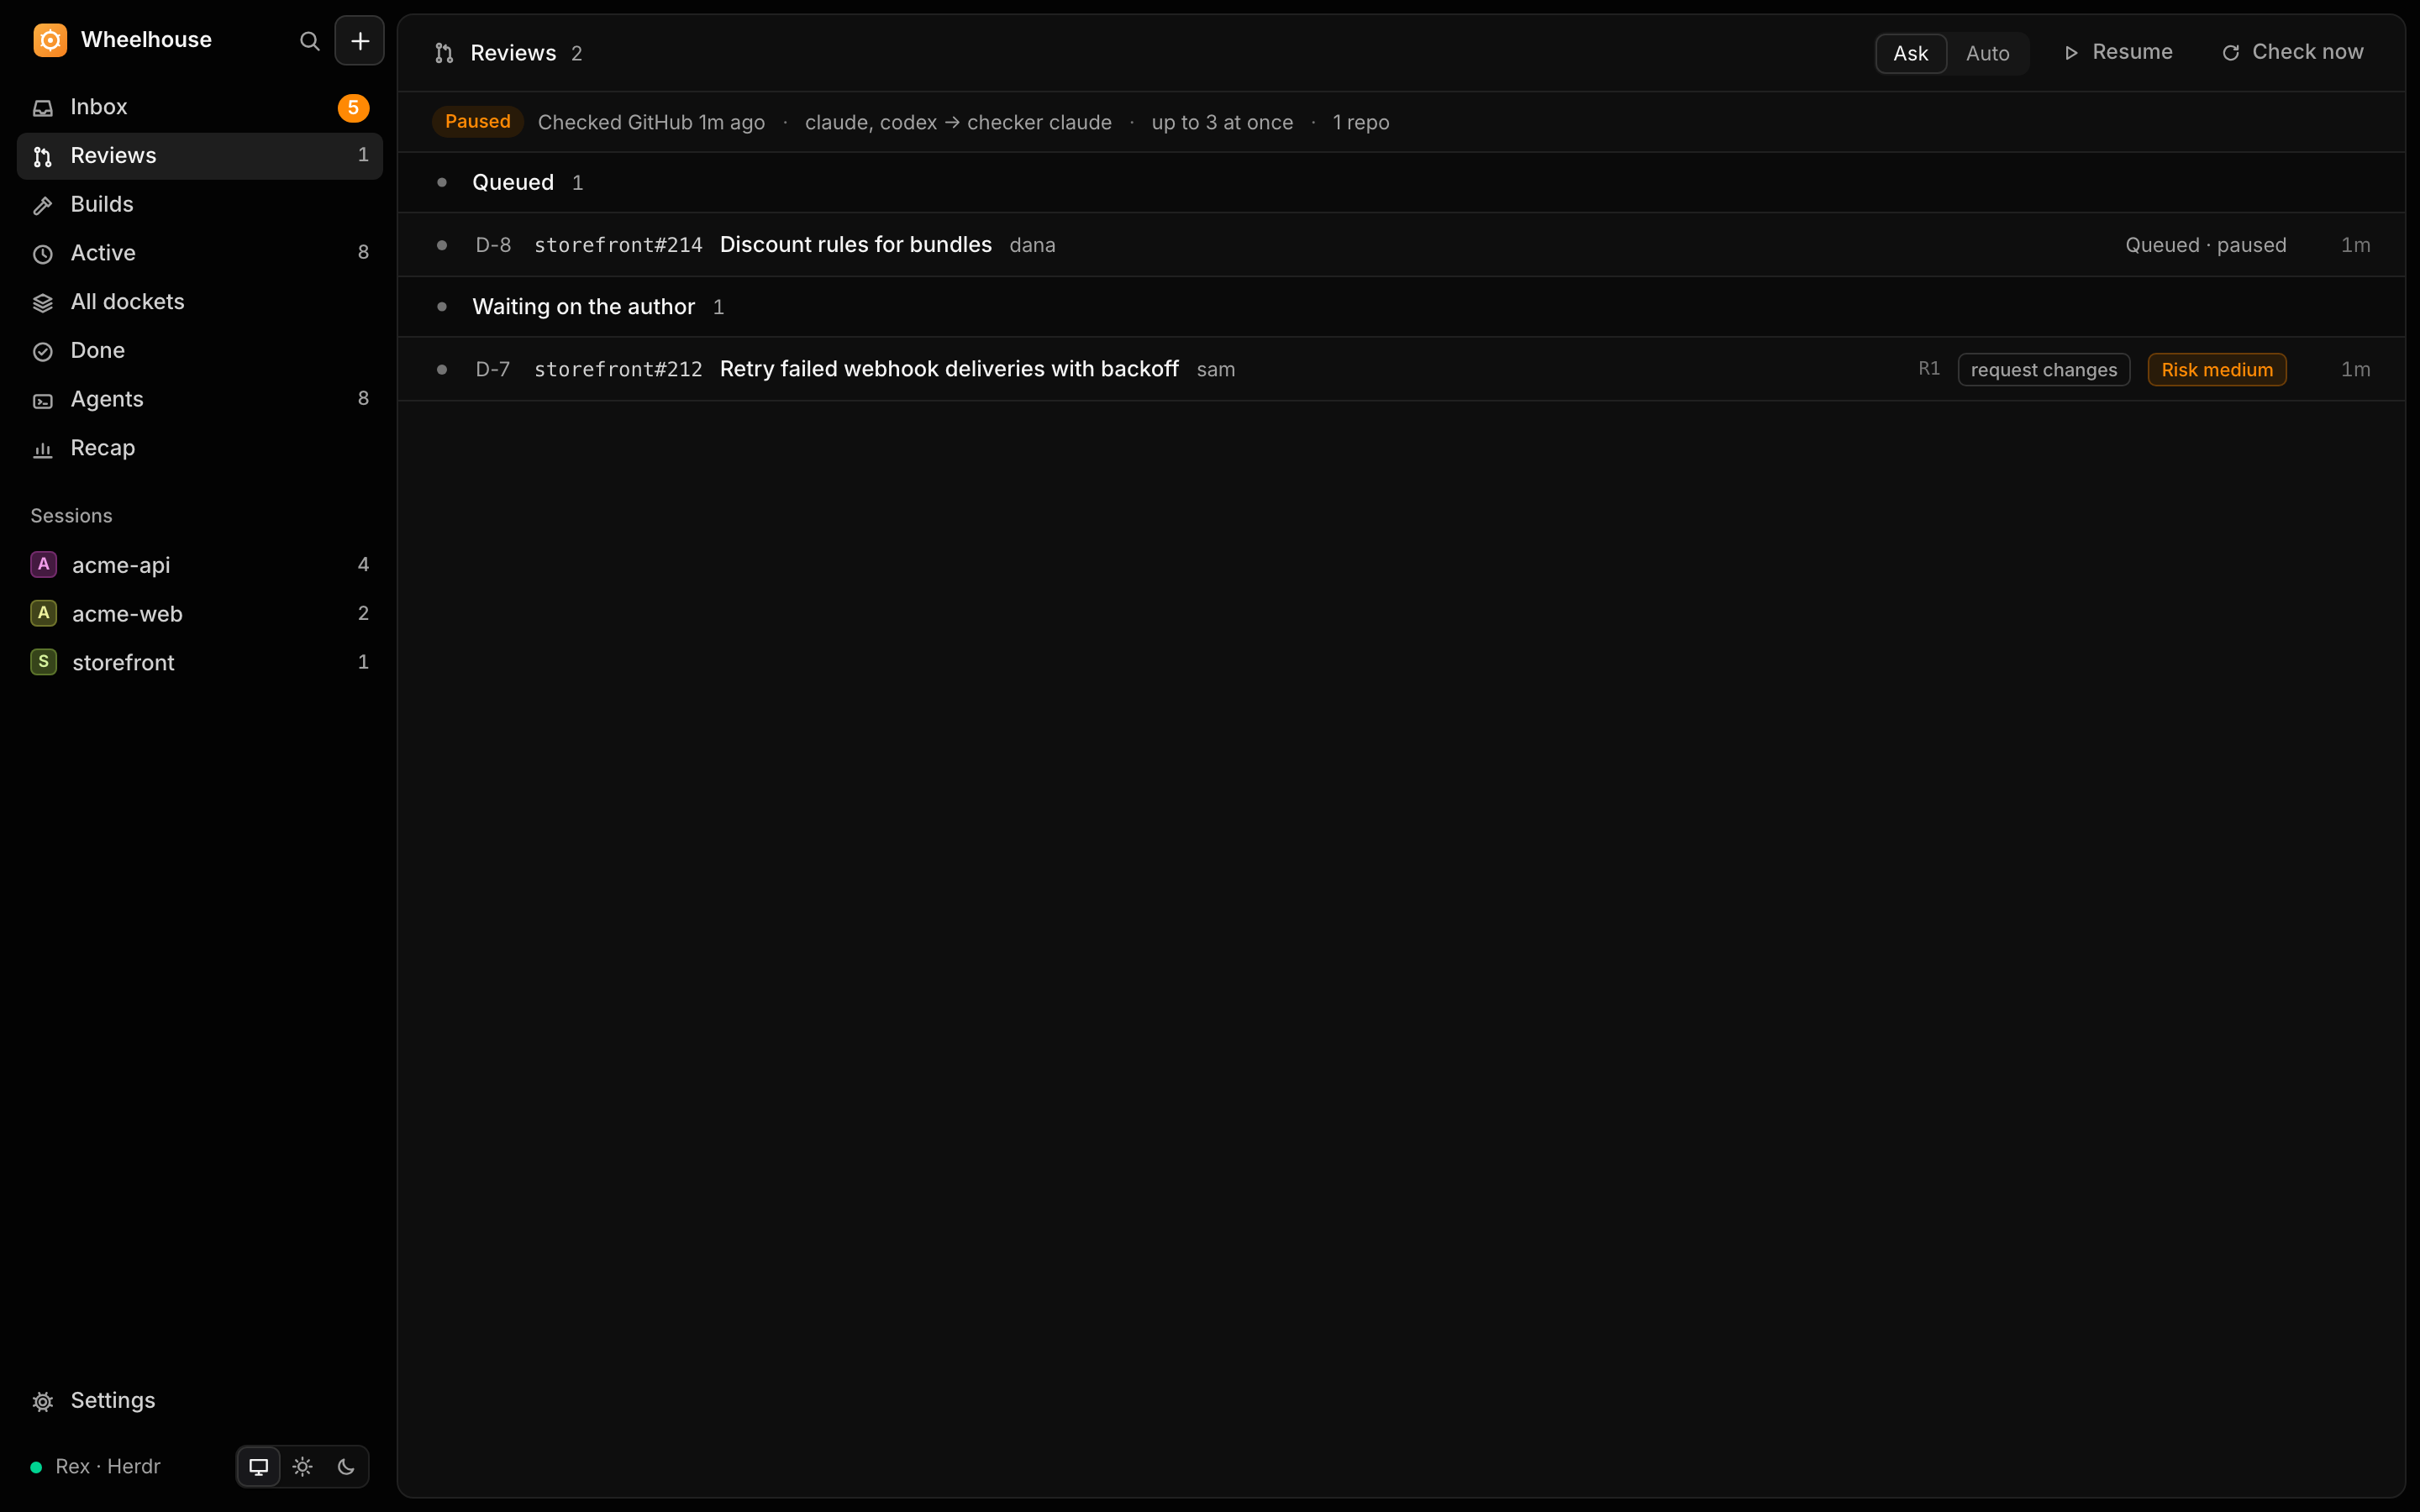 Wheelhouse
Inbox 5
Reviews 1
Builds
Active 8
All dockets
Done
Agents 8
Recap
Sessions
A acme-api 4
A acme-web 2
S storefront 1
Settings
Rex · Herdr
Reviews 2 Ask Auto Resume Check now
Paused Checked GitHub 1m ago · claude, codex → checker claude · up to 3 at once · 1 repo
Queued 1
D-8 storefront#214 Discount rules for bundles dana Queued · paused 1m
Waiting on the author 1
D-7 storefront#212 Retry failed webhook deliveries with backoff sam R1 request changes Risk medium 1m